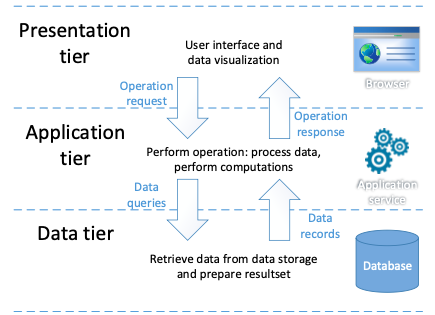 Presentation
tier
User interface and
data visualization
Browser
Operation
request
Operation
response
Application
tier
Perform operation: process data,
perform computations
Application
service
Data
queries
Data
records
Data tier
Retrieve data from data storage
and prepare resultset
Database